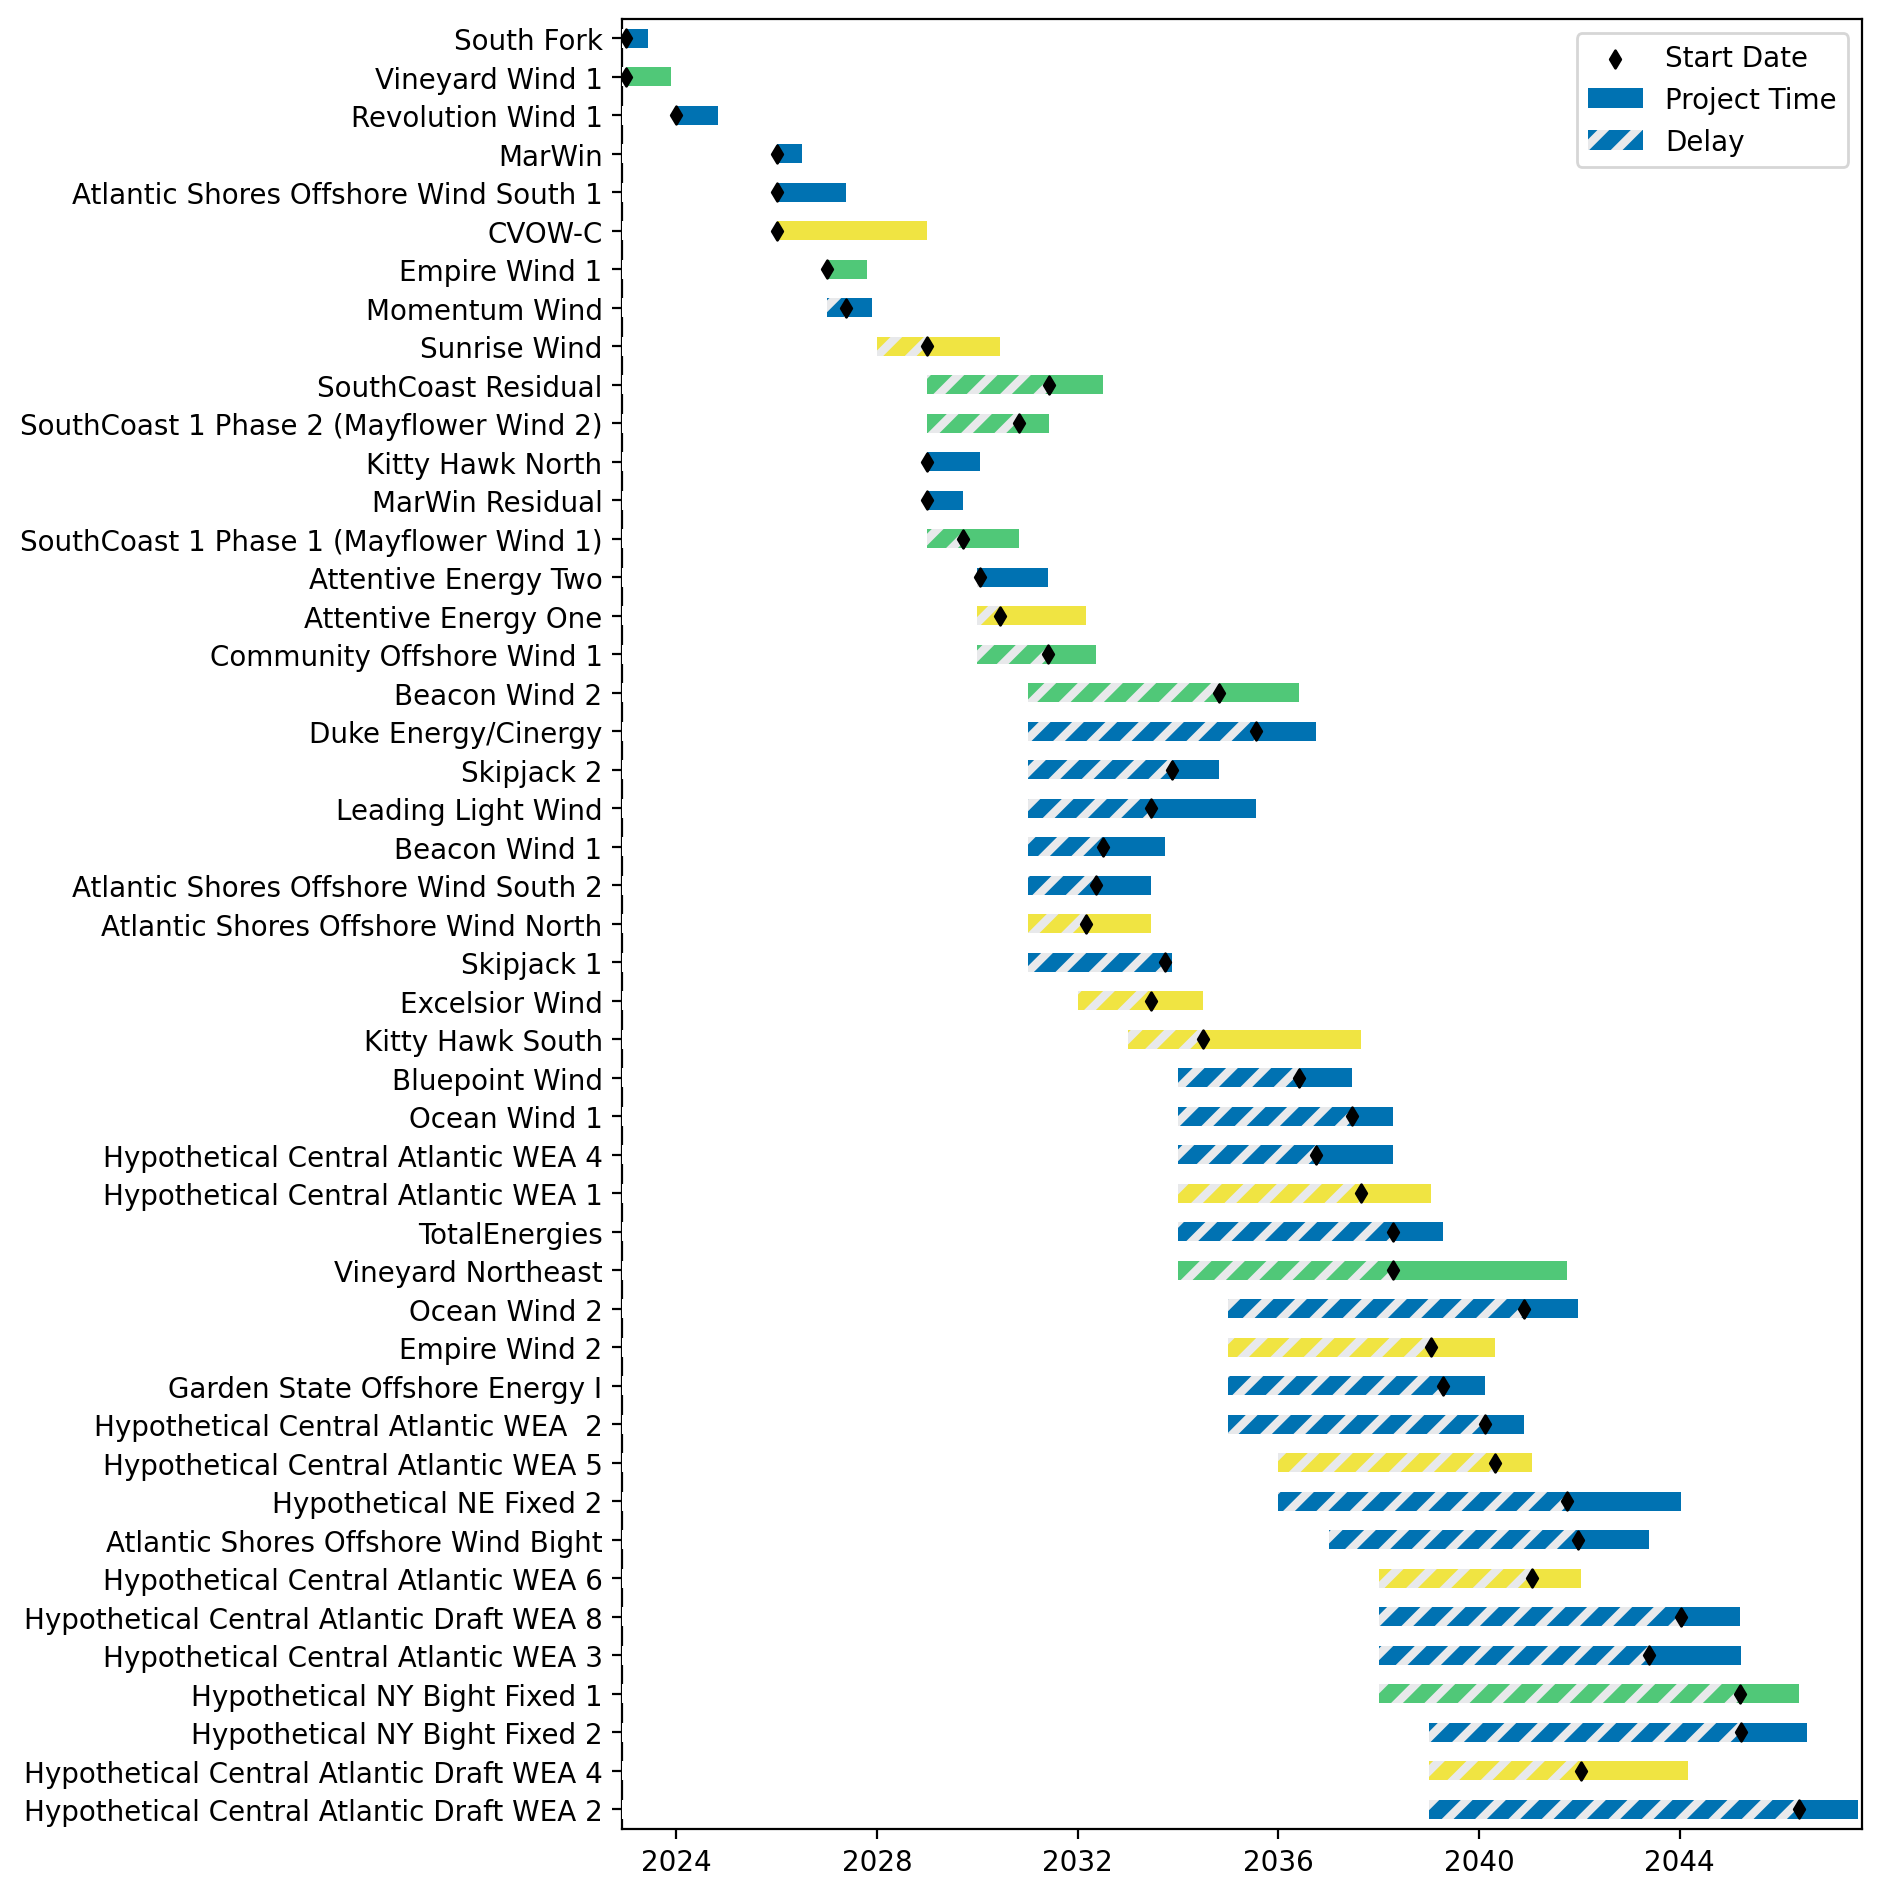 South Fork
Vineyard Wind 1
Revolution Wind 1
MarWin
Atlantic Shores Offshore Wind South 1
CVOW-C
Empire Wind 1
Momentum Wind
Sunrise Wind
SouthCoast Residual
SouthCoast 1 Phase 2 (Mayflower Wind 2)
Kitty Hawk North
MarWin Residual
SouthCoast 1 Phase 1 (Mayflower Wind 1)
Attentive Energy Two
Attentive Energy One
Community Offshore Wind 1
Beacon Wind 2
Duke Energy/Cinergy
Skipjack 2
Leading Light Wind
Beacon Wind 1
Atlantic Shores Offshore Wind South 2
Atlantic Shores Offshore Wind North
Skipjack 1
Excelsior Wind
Kitty Hawk South
Bluepoint Wind
Ocean Wind 1
Hypothetical Central Atlantic WEA 4
Hypothetical Central Atlantic WEA 1
TotalEnergies
Vineyard Northeast
Ocean Wind 2
Empire Wind 2
Garden State Offshore Energy I
Hypothetical Central Atlantic WEA  2
Hypothetical Central Atlantic WEA 5
Hypothetical NE Fixed 2
Atlantic Shores Offshore Wind Bight
Hypothetical Central Atlantic WEA 6
Hypothetical Central Atlantic Draft WEA 8
Hypothetical Central Atlantic WEA 3
Hypothetical NY Bight Fixed 1
Hypothetical NY Bight Fixed 2
Hypothetical Central Atlantic Draft WEA 4
Hypothetical Central Atlantic Draft WEA 2
Start Date
Project Time
Delay
2024 2028 2032 2036 2040 2044